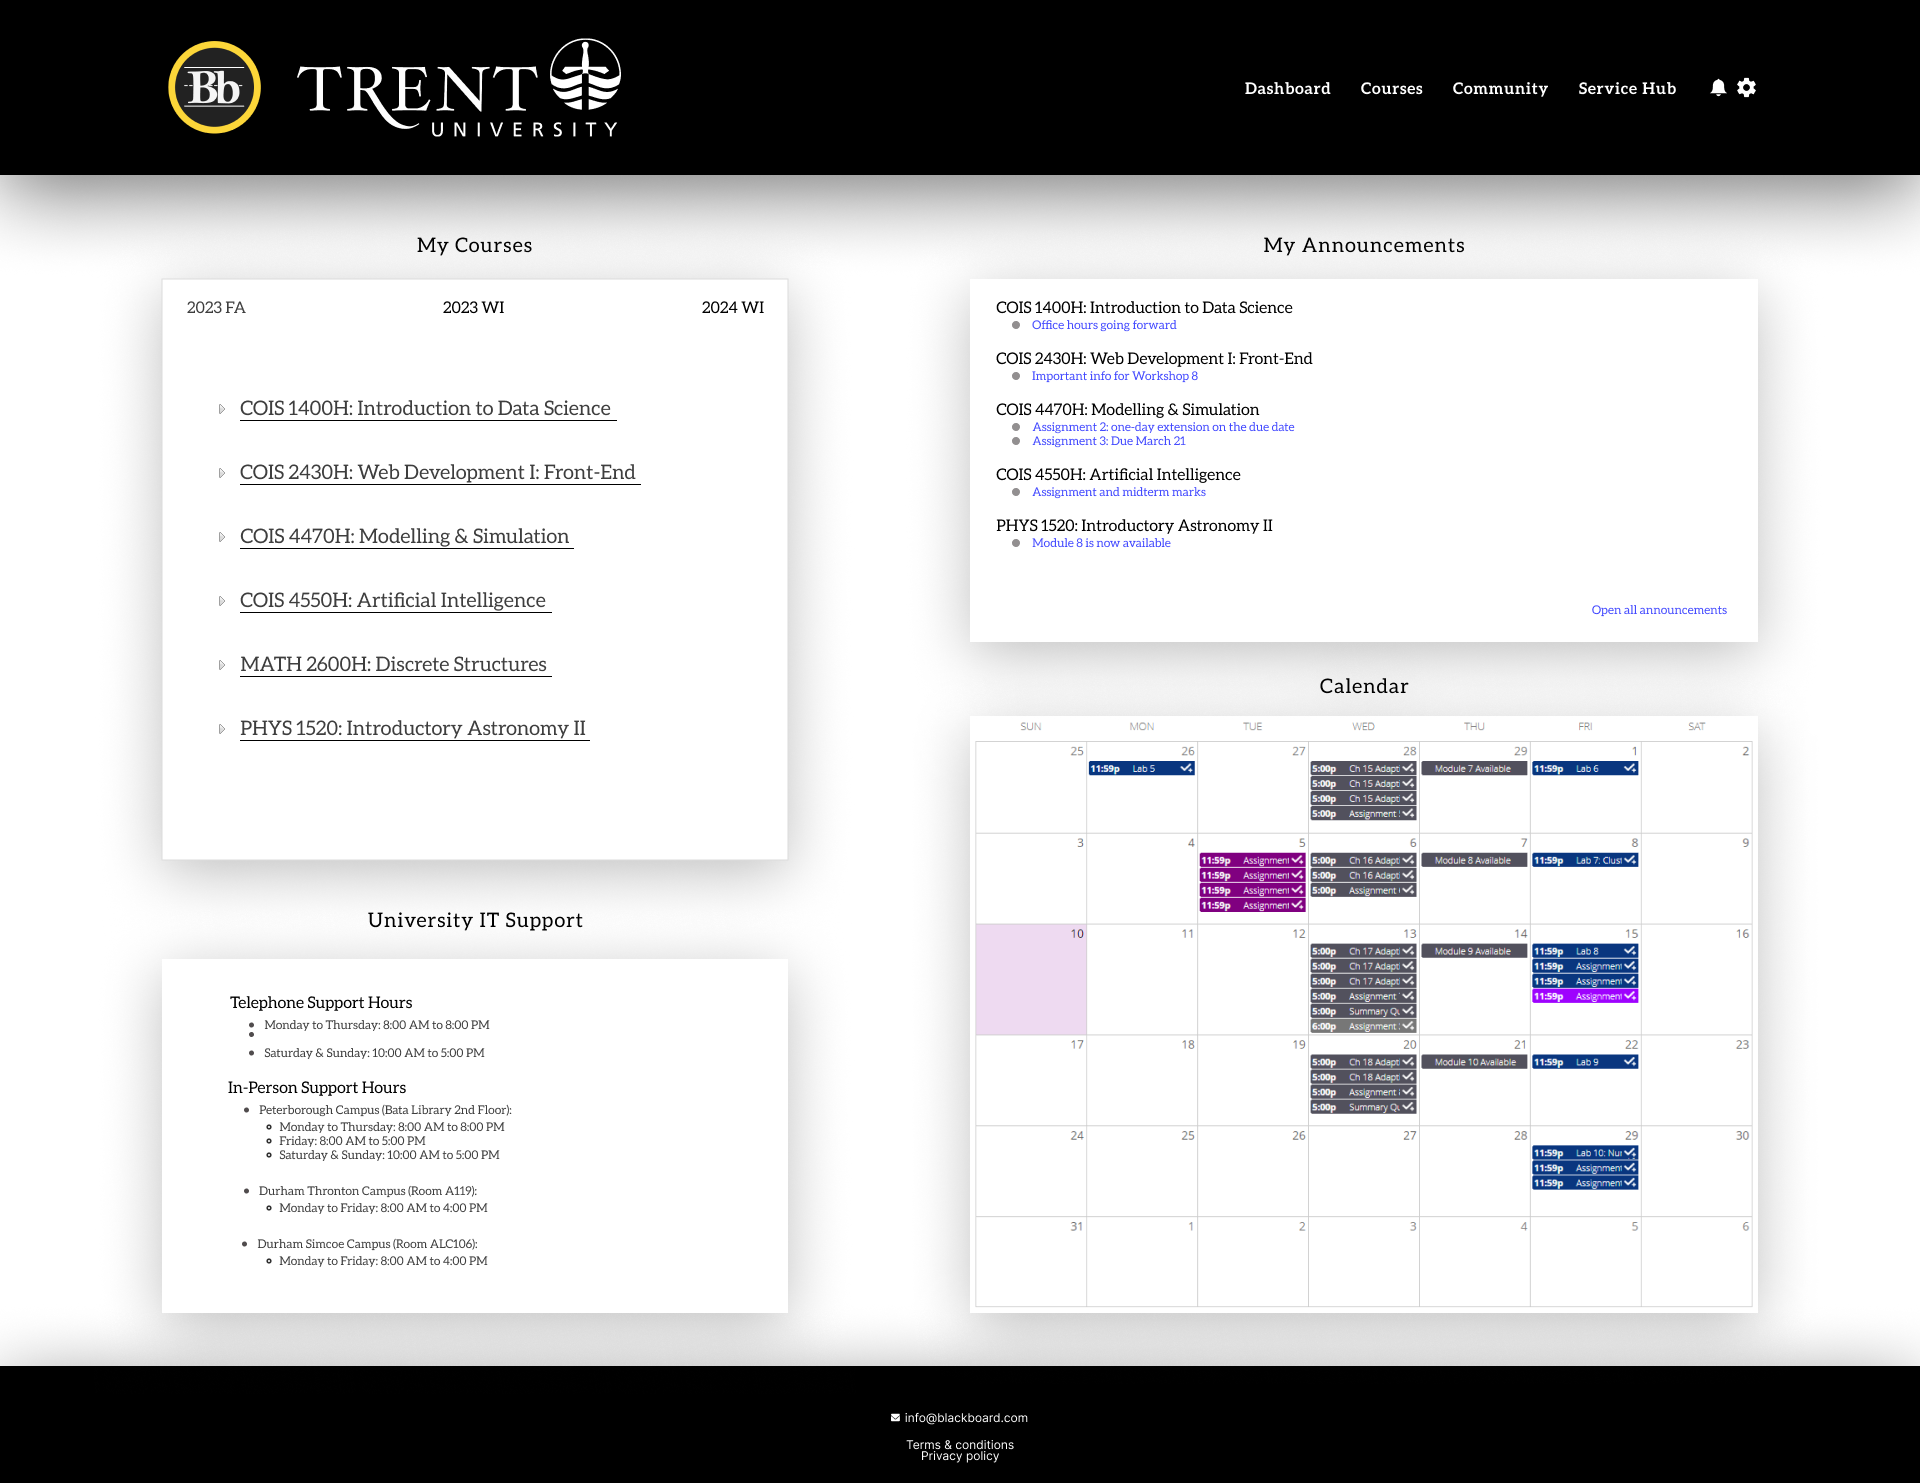 Bb
TRENT
UNIVERSITY
Dashboard Courses Community Service Hub
My Courses
2023 FA 2023 WI 2024 WI
COIS 1400H: Introduction to Data Science
COIS 2430H: Web Development I: Front-End
COIS 4470H: Modelling & Simulation
COIS 4550H: Artificial Intelligence
MATH 2600H: Discrete Structures
PHYS 1520: Introductory Astronomy II
University IT Support
Telephone Support Hours
Monday to Thursday: 8:00 AM to 8:00 PM
Saturday & Sunday: 10:00 AM to 5:00 PM
In-Person Support Hours
Peterborough Campus (Bata Library 2nd Floor):
Monday to Thursday: 8:00 AM to 8:00 PM
Friday: 8:00 AM to 5:00 PM
Saturday & Sunday: 10:00 AM to 5:00 PM
Durham Thronton Campus (Room A119):
Monday to Friday: 8:00 AM to 4:00 PM
Durham Simcoe Campus (Room ALC106):
Monday to Friday: 8:00 AM to 4:00 PM
My Announcements
COIS 1400H: Introduction to Data Science
Office hours going forward
COIS 2430H: Web Development I: Front-End
Important info for Workshop 8
COIS 4470H: Modelling & Simulation
Assignment 2: one-day extension on the due date
Assignment 3: Due March 21
COIS 4550H: Artificial Intelligence
Assignment and midterm marks
PHYS 1520: Introductory Astronomy II
Module 8 is now available
Open all announcements
Calendar
SUN MON TUE WED THU FRI SAT
25 26 27 28 29 1 2
11:59p Lab 5 5:00p Ch 15 Adapti Module 7 Available 11:59p Lab 6
5:00p Ch 15 Adapti
5:00p Ch 15 Adapti
5:00p Assignment
3 4 5 6 7 8 9
11:59p Assignment 5:00p Ch 16 Adapti Module 8 Available 11:59p Lab 7: Clust
11:59p Assignment 5:00p Ch 16 Adapti
11:59p Assignment 5:00p Assignment
11:59p Assignment
10 11 12 13 14 15 16
5:00p Ch 17 Adapti Module 9 Available 11:59p Lab 8
5:00p Ch 17 Adapti 11:59p Assignment
5:00p Ch 17 Adapti 11:59p Assignment
5:00p Assignment 11:59p Assignment
5:00p Summary Qu
6:00p Assignment
17 18 19 20 21 22 23
5:00p Ch 18 Adapti Module 10 Available 11:59p Lab 9
5:00p Ch 18 Adapti
5:00p Assignment
5:00p Summary Qu
24 25 26 27 28 29 30
11:59p Lab 10: Nu
11:59p Assignment
11:59p Assignment
31 1 2 3 4 5 6
info@blackboard.com
Terms & conditions
Privacy policy